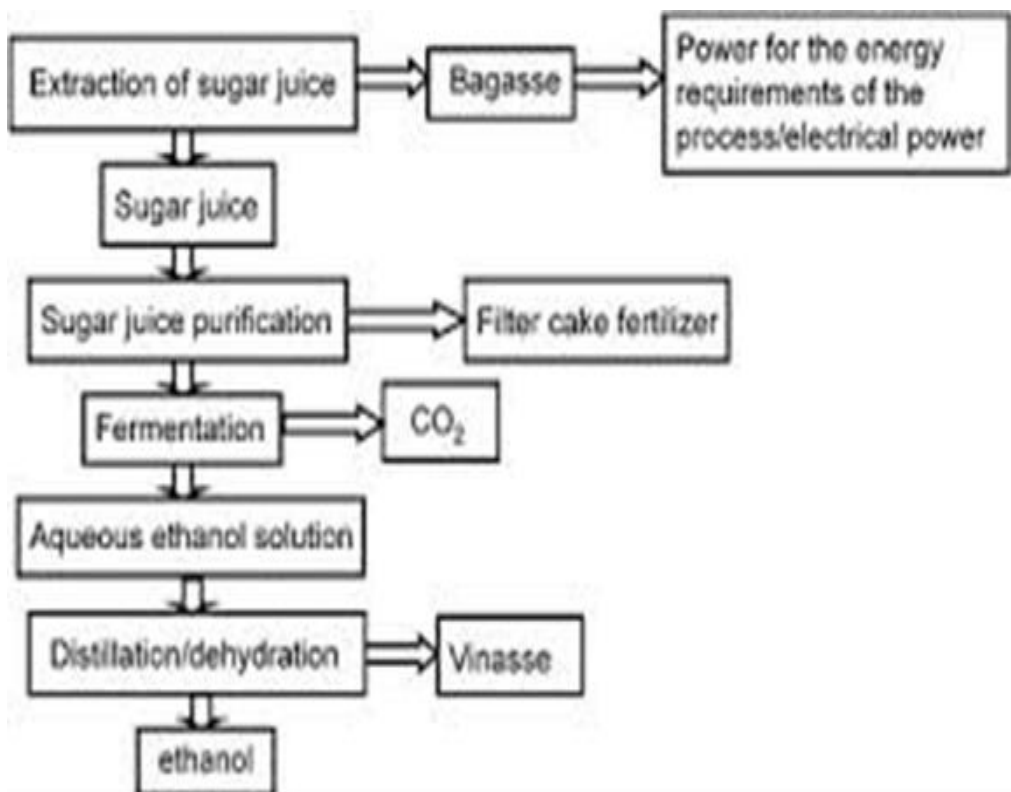 Extraction of sugar juice
Bagasse
Power for the energy
requirements of the
process/electrical power
Sugar juice
Sugar juice purification
Filter cake fertilizer
Fermentation
CO₂
Aqueous ethanol solution
Distillation/dehydration
Vinasse
ethanol